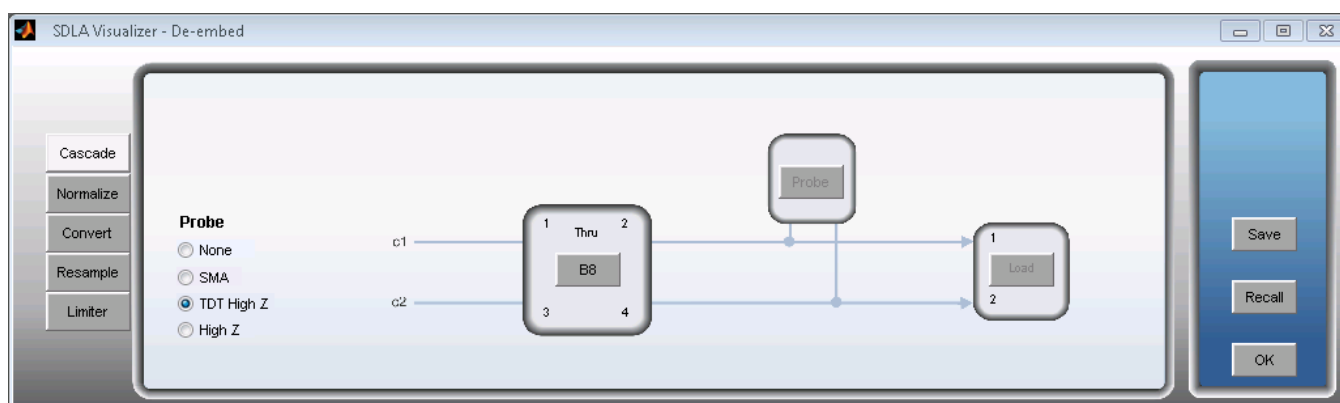 SDLA Visualizer - De-embed
Cascade
Normalize
Convert
Resample
Limiter
Probe
None
SMA
TDT High Z
High Z
c1
c2
1 Thru 2
B8
3 4
Probe
1
Load
2
Save
Recall
OK